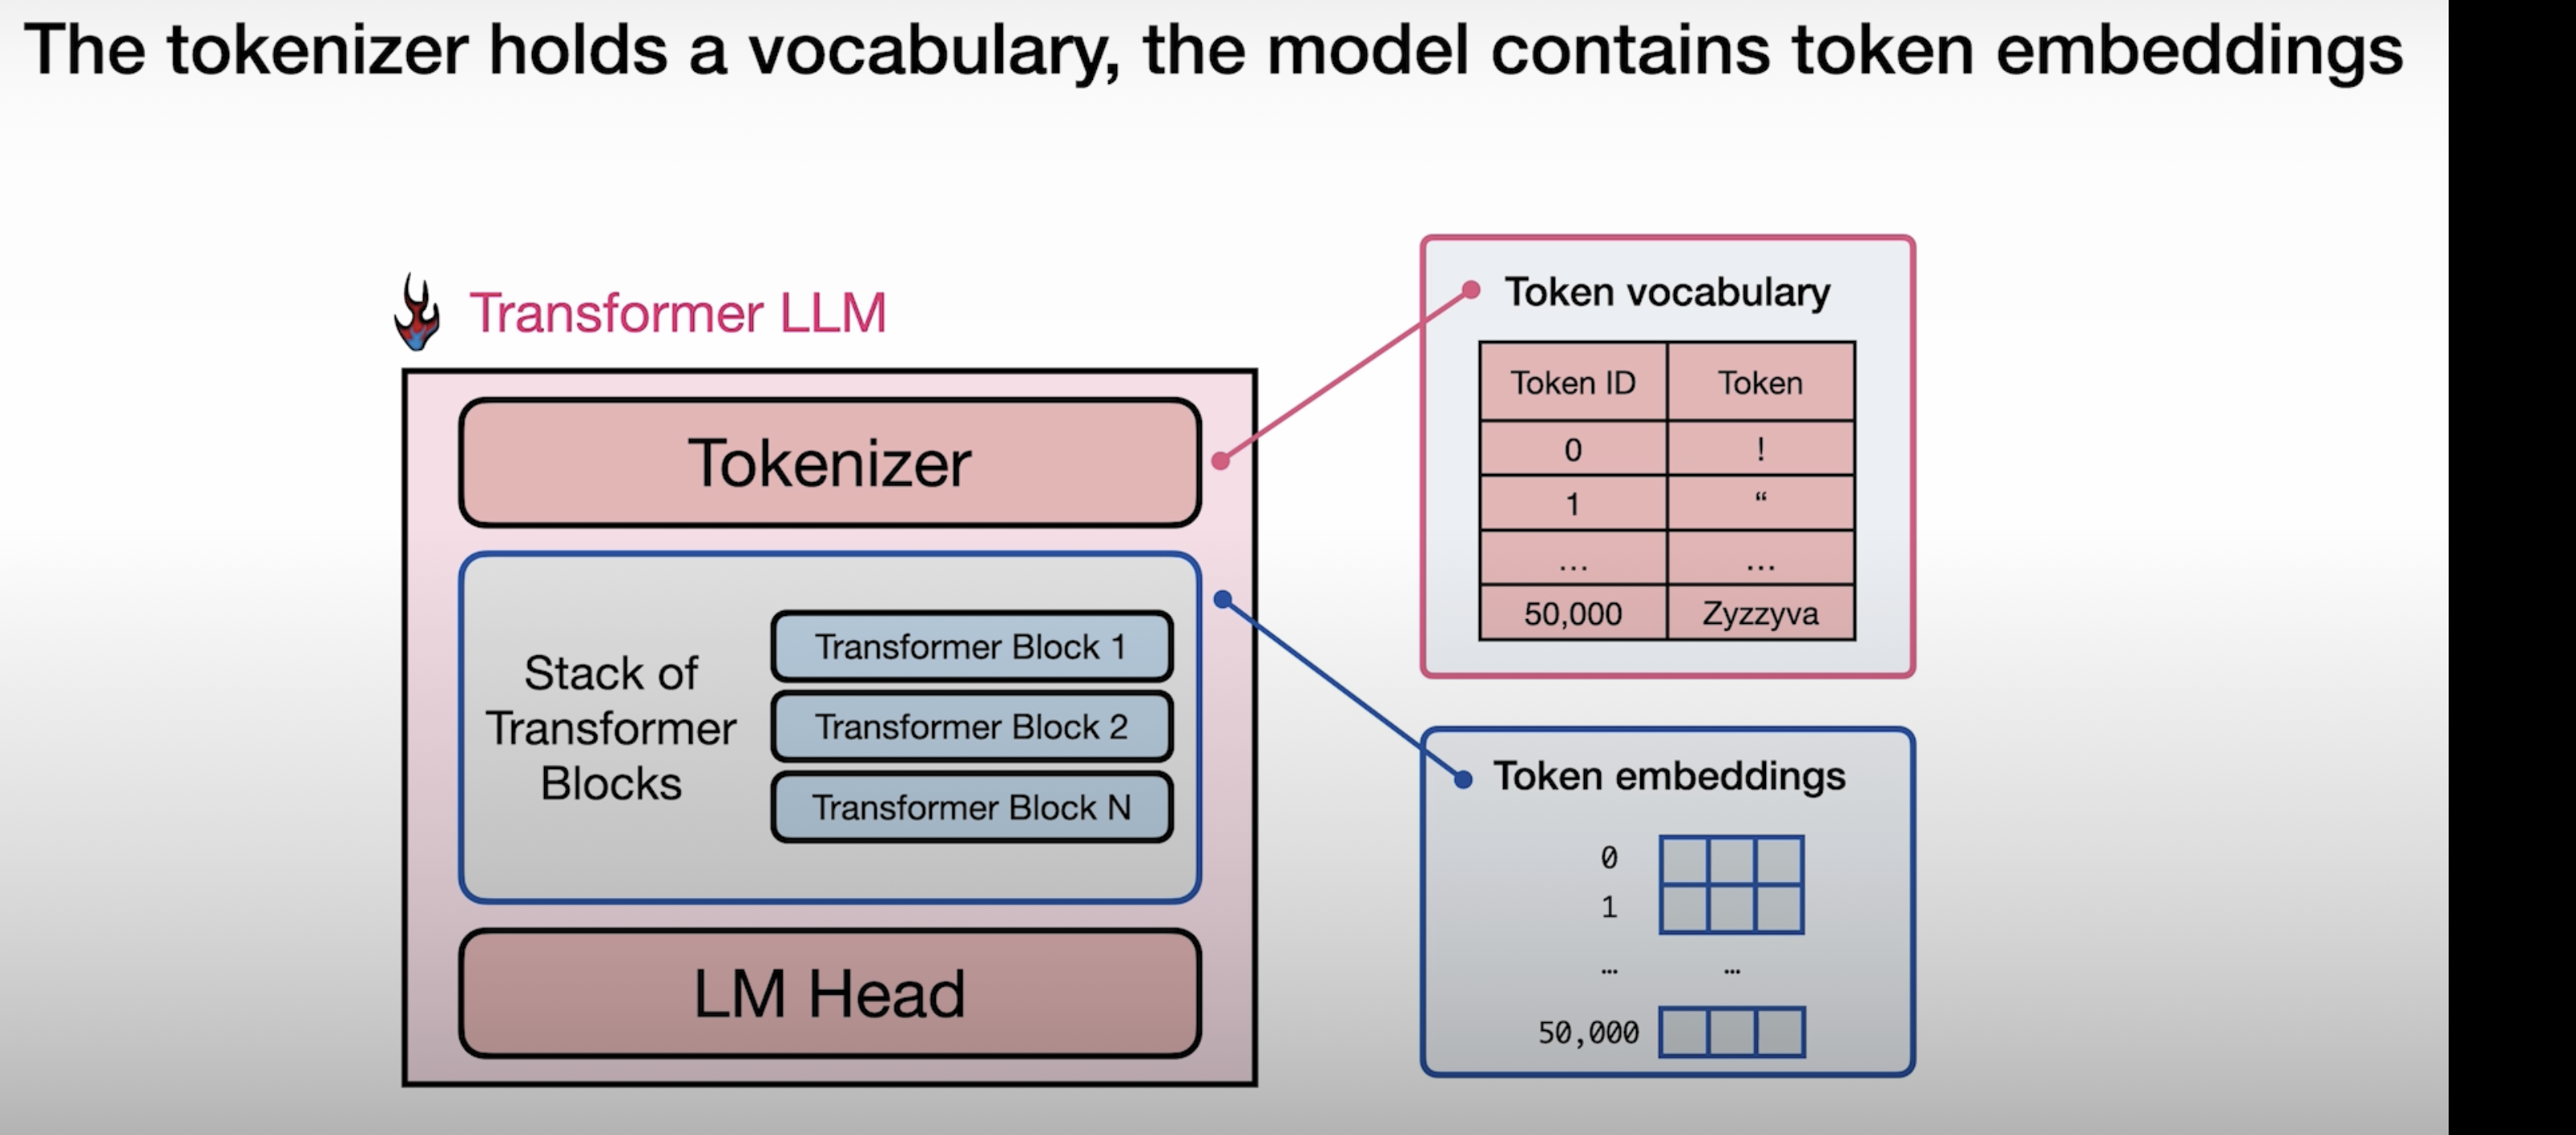 The tokenizer holds a vocabulary, the model contains token embeddings
Transformer LLM
Tokenizer
Stack of
Transformer
Blocks
Transformer Block 1
Transformer Block 2
Transformer Block N
LM Head
Token vocabulary
Token ID Token
0 !
1 “
... ...
50,000 Zyzzyva
Token embeddings
0
1
... ...
50,000